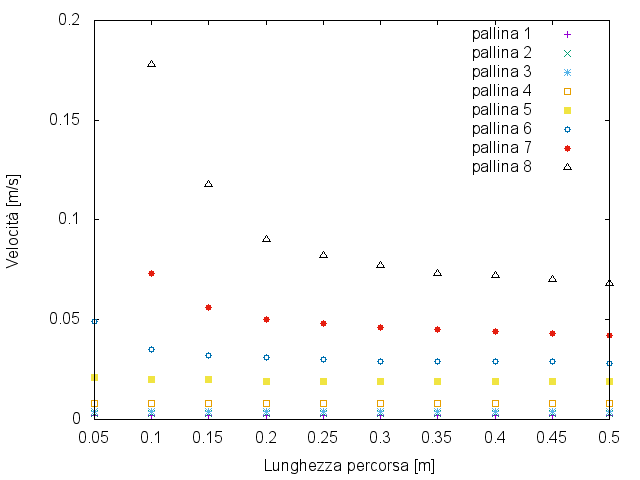 0.2
pallina 1
pallina 2
pallina 3
pallina 4
pallina 5
pallina 6
pallina 7
pallina 8
0.15
0.1
0.05
0
Velocità [m/s]
0.05 0.1 0.15 0.2 0.25 0.3 0.35 0.4 0.45 0.5
Lunghezza percorsa [m]